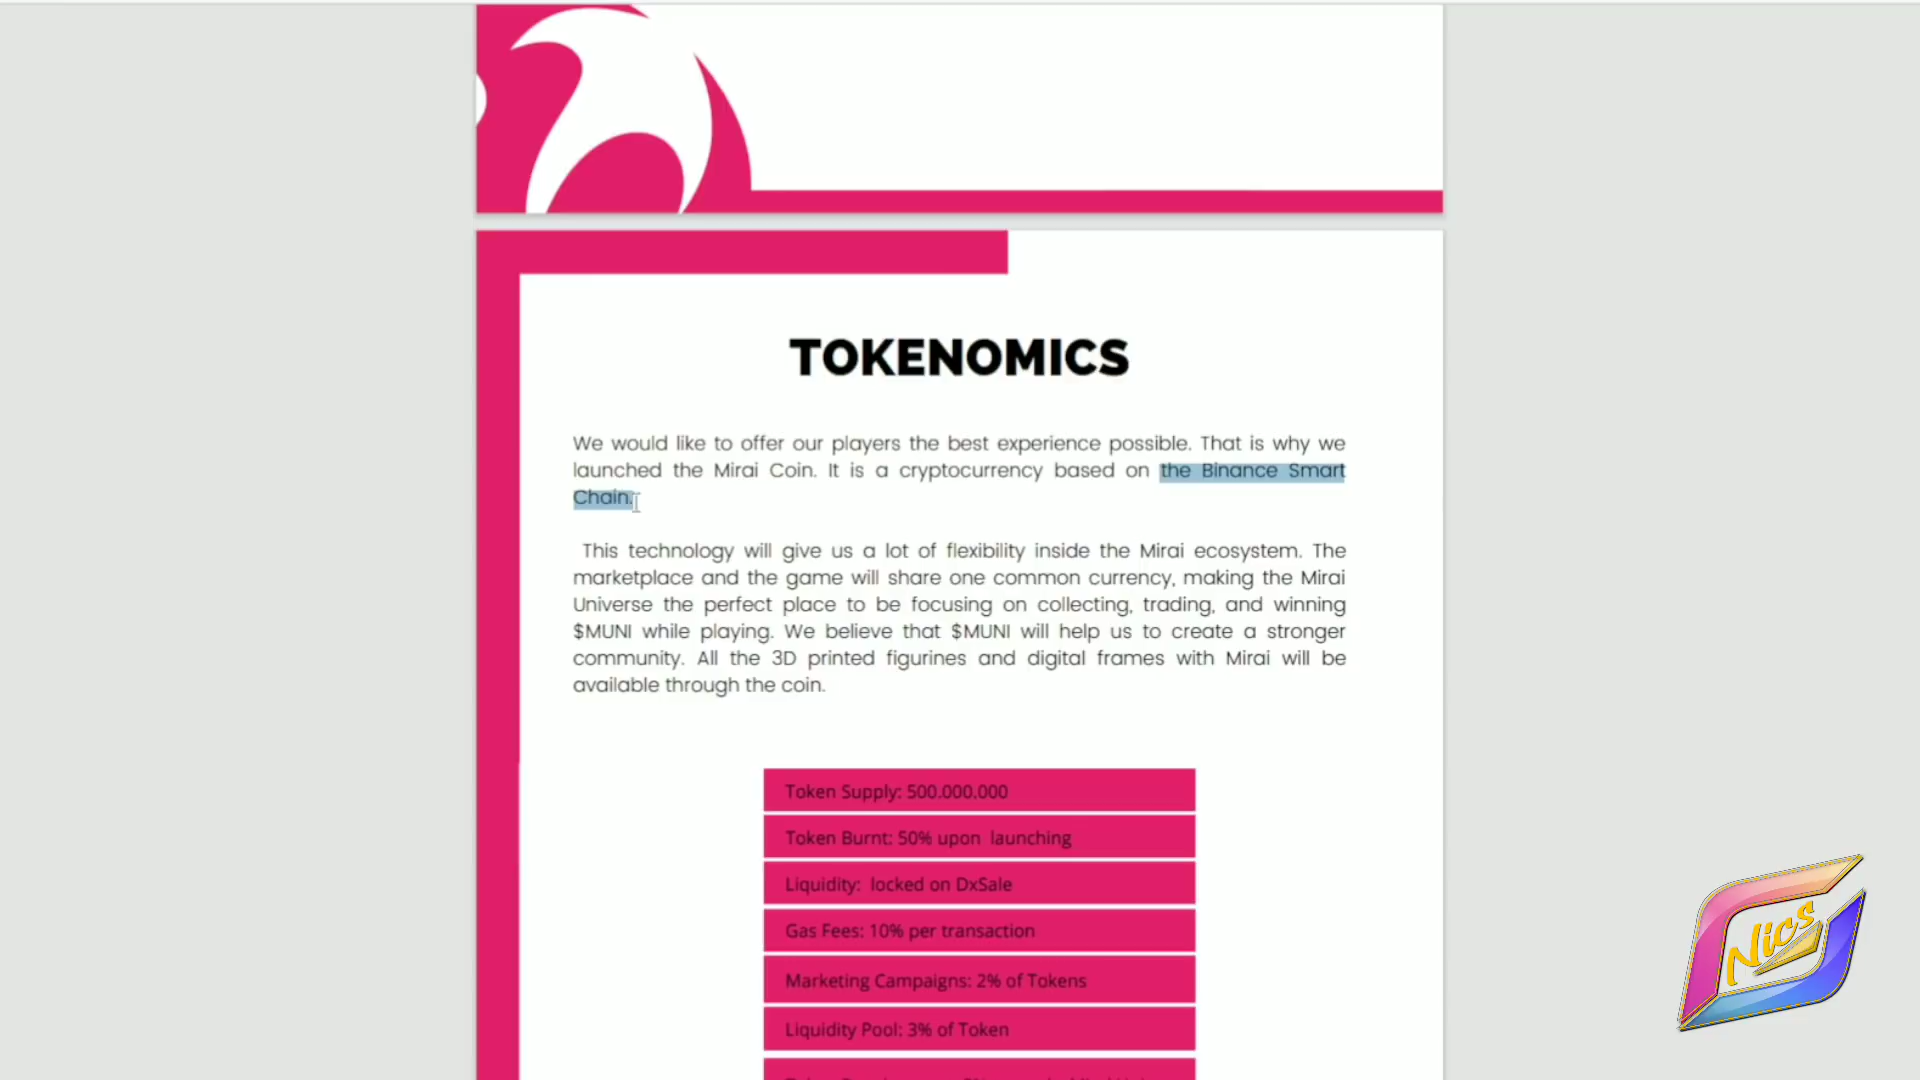 TOKENOMICS
We would like to offer our players the best experience possible. That is why we
launched the Mirai Coin. It is a cryptocurrency based on the Binance Smart
Chain.
This technology will give us a lot of flexibility inside the Mirai ecosystem. The
marketplace and the game will share one common currency, making the Mirai
Universe the perfect place to be focusing on collecting, trading, and winning
$MUNI while playing. We believe that $MUNI will help us to create a stronger
community. All the 3D printed figurines and digital frames with Mirai will be
available through the coin.
Token Supply: 500.000.000
Token Burnt: 50% upon launching
Liquidity: locked on DxSale
Gas Fees: 10% per transaction
Marketing Campaigns: 2% of Tokens
Liquidity Pool: 3% of Token
Nics